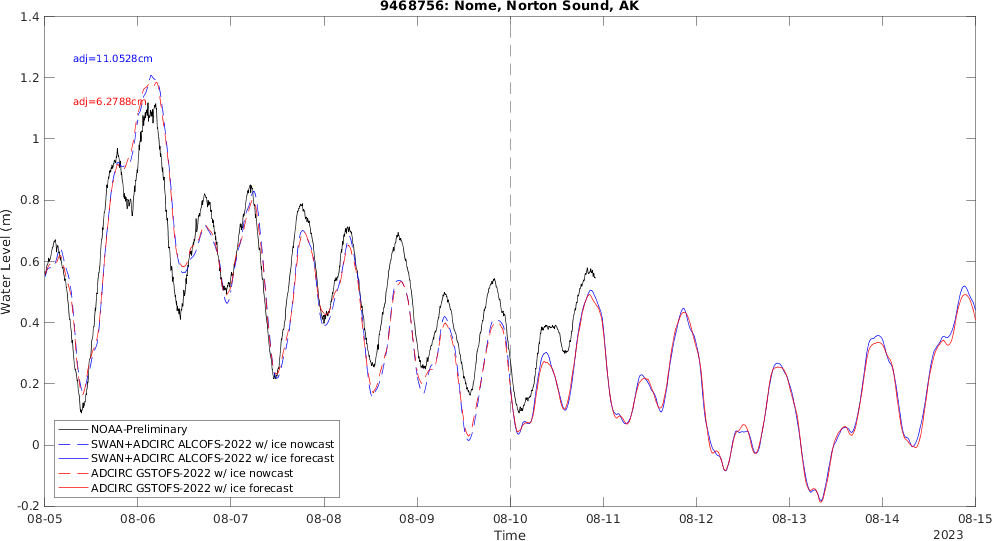 9468756: Nome, Norton Sound, AK
1.4
1.2
1
0.8
0.6
0.4
0.2
0
-0.2
Water Level (m)
adj=11.0528cm
adj=6.2788cm
NOAA-Preliminary
SWAN+ADCIRC ALCOFS-2022 w/ ice nowcast
SWAN+ADCIRC ALCOFS-2022 w/ ice forecast
ADCIRC GSTOFS-2022 w/ ice nowcast
ADCIRC GSTOFS-2022 w/ ice forecast
08-05 08-06 08-07 08-08 08-09 08-10 08-11 08-12 08-13 08-14 08-15
Time
2023